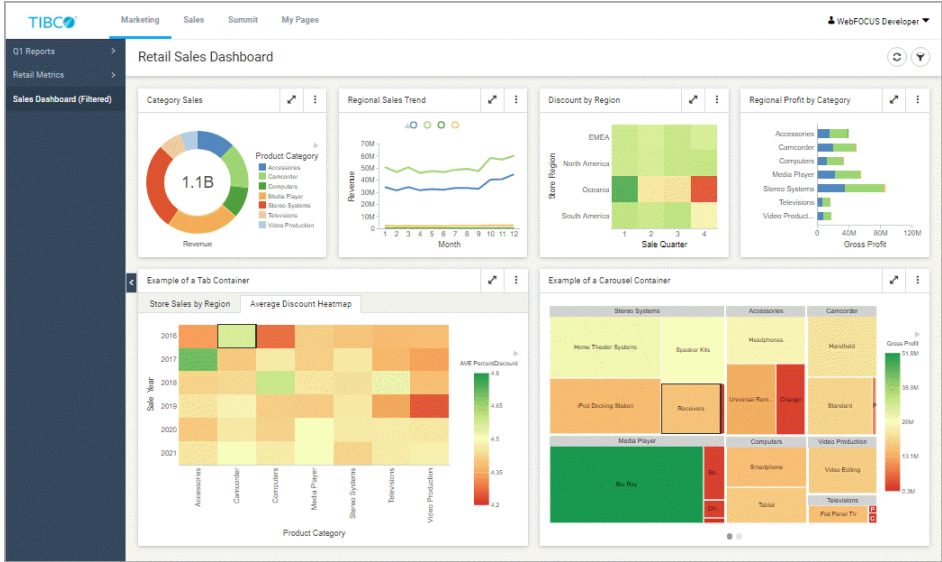 TIBCO
Marketing Sales Summit My Pages
WebFOCUS Developer
Q1 Reports
Retail Metrics
Sales Dashboard (Filtered)
Retail Sales Dashboard
Category Sales
1.1B
Revenue
Product Category
Accessories
Camcorder
Computers
Media Player
Stereo Systems
Televisions
Video Production
Regional Sales Trend
Revenue
70M
60M
50M
40M
30M
20M
10M
0
1 2 3 4 5 6 7 8 9 10 11 12
Month
Discount by Region
Store Region
EMEA
North America
Oceania
South America
1 2 3 4
Sale Quarter
Regional Profit by Category
Accessories
Camcorder
Computers
Media Player
Stereo Systems
Televisions
Video Product...
0 40M 80M 120M
Gross Profit
Example of a Tab Container
Store Sales by Region Average Discount Heatmap
Sale Year
2016
2017
2018
2019
2020
2021
Accessories
Camcorder
Computers
Media Player
Stereo Systems
Televisions
Video Production
Product Category
AVE PercentDiscount
4.8
4.65
4.5
4.35
4.2
Example of a Carousel Container
Stereo Systems Accessories Camcorder
Home Theater Systems
Speaker Kits
iPod Docking Station
Receivers
Headphones
Universal Rem...
Charger
Handheld
Standard
P
Media Player Computers Video Production
Blu Ray
DV...
Smartphone
Tablet
Video Editing
Televisions
Flat Panel TV
P
C
Gross Profit
51.8M
38.9M
26M
13.1M
0.3M